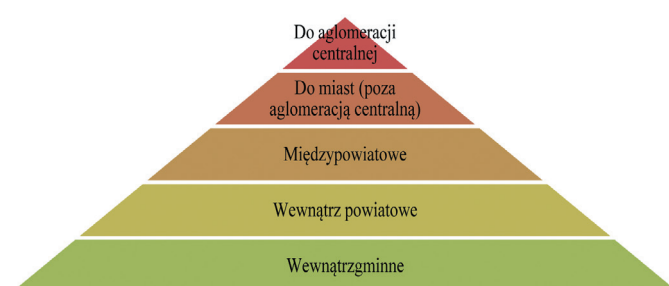 Do aglomeracji
centralnej
Do miast (poza
aglomeracją centralną)
Międzypowiatowe
Wewnątrz powiatowe
Wewnątrzgminne